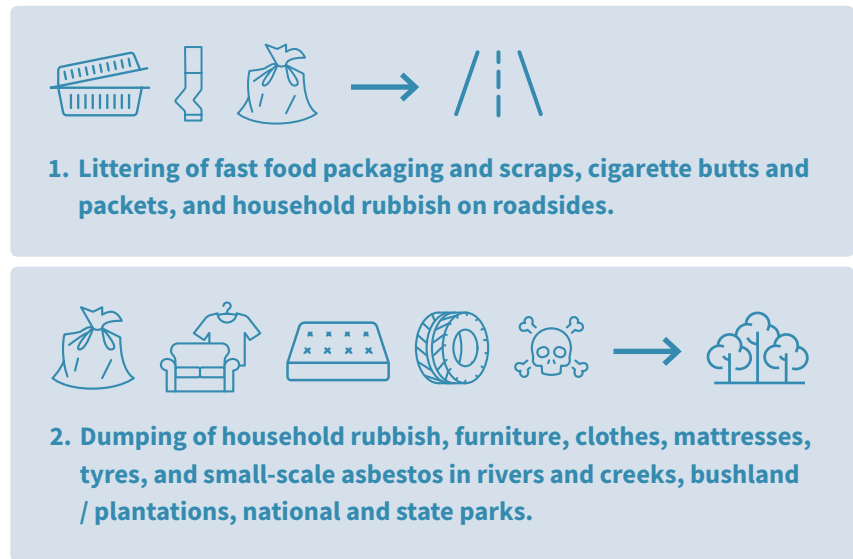 1. Littering of fast food packaging and scraps, cigarette butts and
packets, and household rubbish on roadsides.
2. Dumping of household rubbish, furniture, clothes, mattresses,
tyres, and small-scale asbestos in rivers and creeks, bushland
/ plantations, national and state parks.